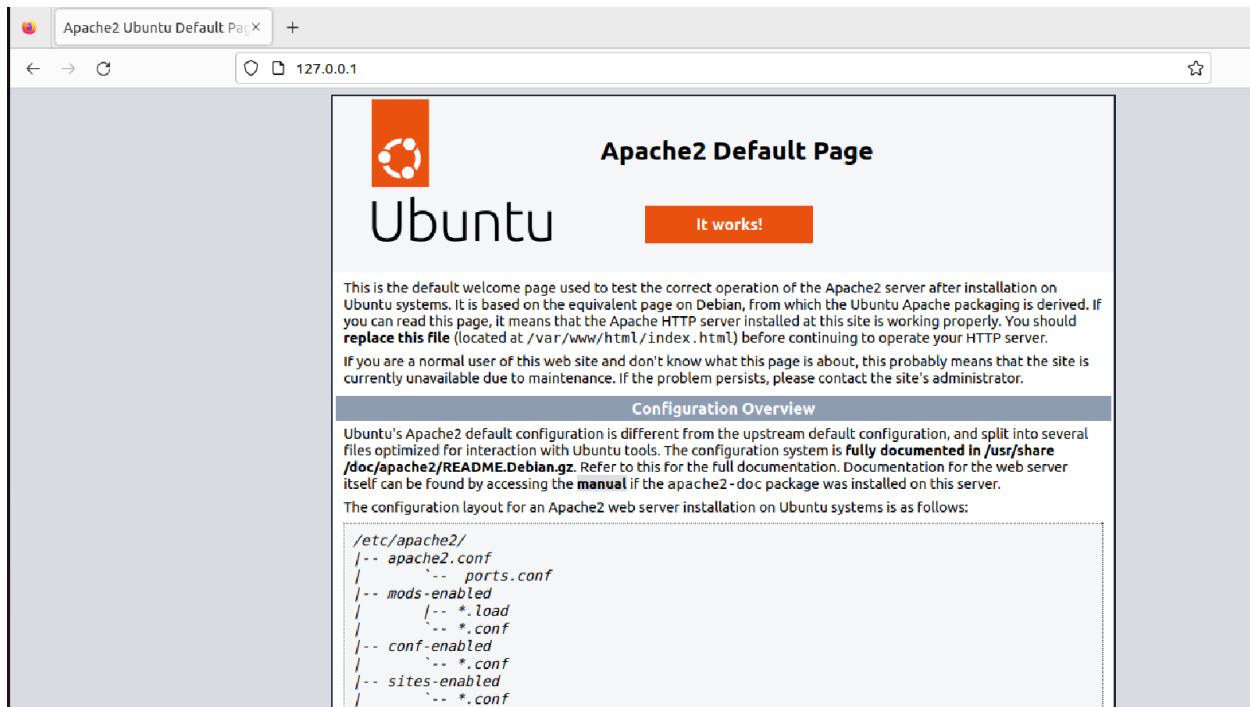 Apache2 Ubuntu Default Pag
127.0.0.1
Apache2 Default Page
Ubuntu
It works!
This is the default welcome page used to test the correct operation of the Apache2 server after installation on
Ubuntu systems. It is based on the equivalent page on Debian, from which the Ubuntu Apache packaging is derived. If
you can read this page, it means that the Apache HTTP server installed at this site is working properly. You should
replace this file (located at /var/www/html/index.html) before continuing to operate your HTTP server.
If you are a normal user of this web site and don't know what this page is about, this probably means that the site is
currently unavailable due to maintenance. If the problem persists, please contact the site's administrator.
Configuration Overview
Ubuntu's Apache2 default configuration is different from the upstream default configuration, and split into several
files optimized for interaction with Ubuntu tools. The configuration system is fully documented in /usr/share
/doc/apache2/README.Debian.gz. Refer to this for the full documentation. Documentation for the web server
itself can be found by accessing the manual if the apache2-doc package was installed on this server.
The configuration layout for an Apache2 web server installation on Ubuntu systems is as follows:
/etc/apache2/
|-- apache2.conf
|       `--  ports.conf
|-- mods-enabled
|       |-- *.load
|       `-- *.conf
|-- conf-enabled
|       `-- *.conf
|-- sites-enabled
|       `-- *.conf